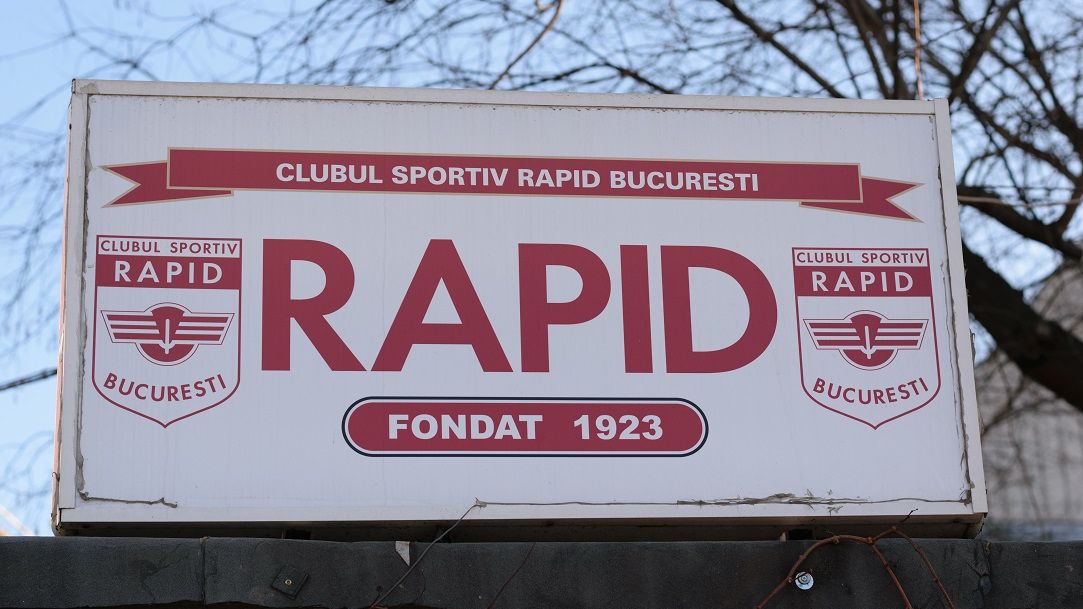 CLUBUL SPORTIV RAPID BUCURESTI
CLUBUL SPORTIV
RAPID
BUCURESTI
RAPID
CLUBUL SPORTIV
RAPID
BUCURESTI
FONDAT 1923